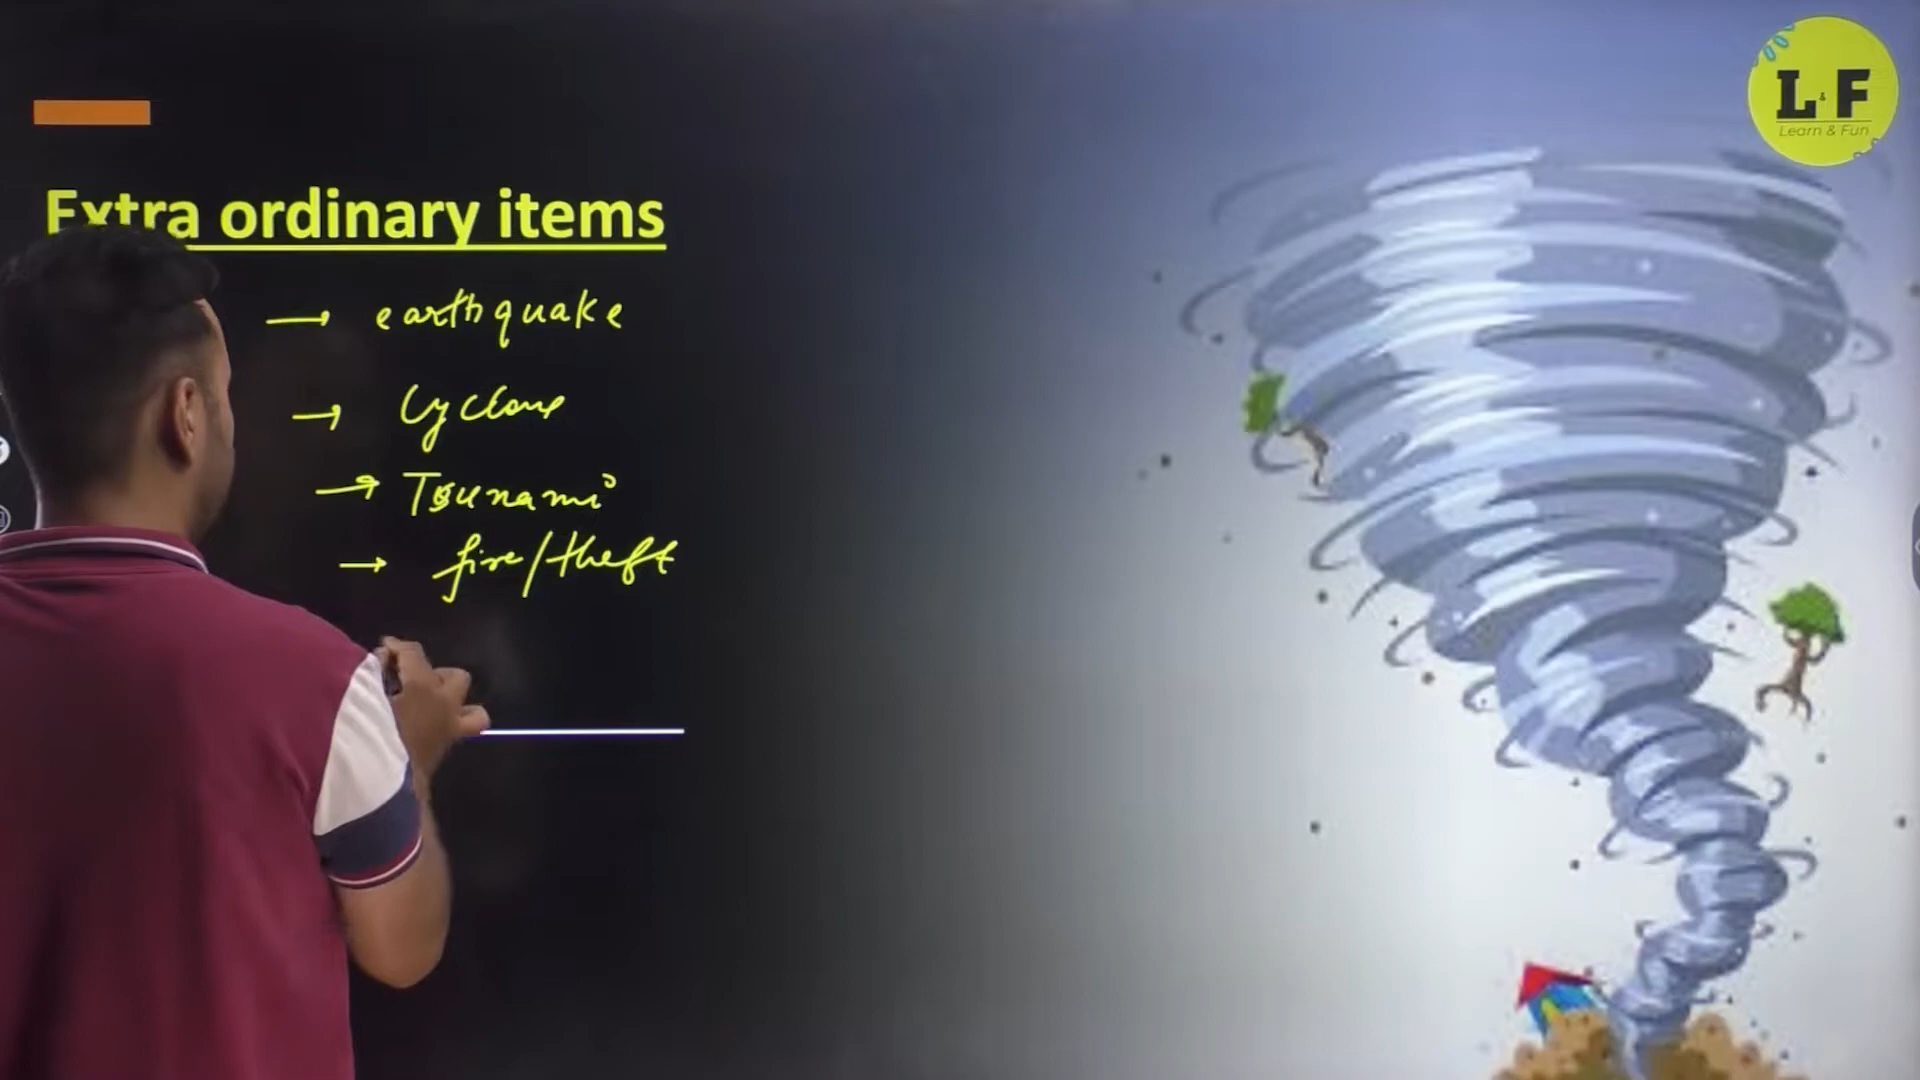 L&F
Learn & Fun
Extra ordinary items
→ earthquake
→ Cyclone
→ Tsunami
→ fire/theft